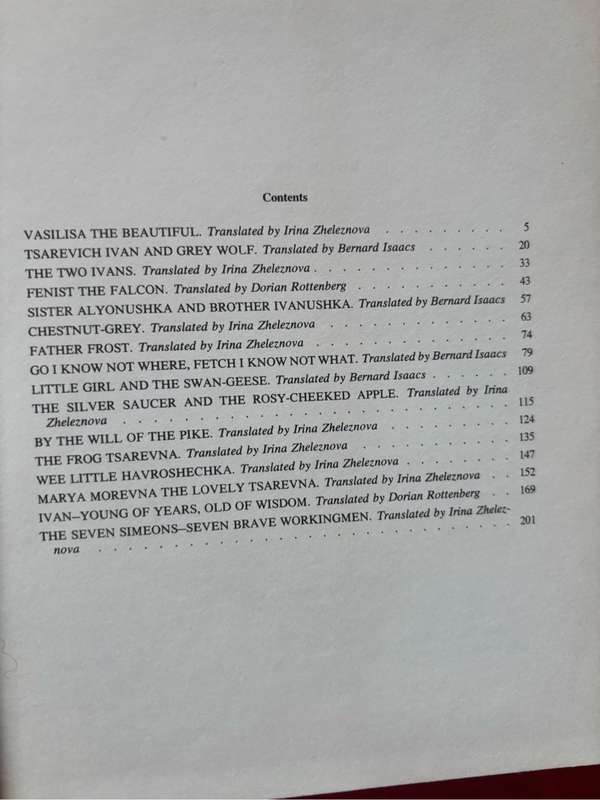 Contents
VASILISA THE BEAUTIFUL. Translated by Irina Zheleznova . . . . . . . . . 5
TSAREVICH IVAN AND GREY WOLF. Translated by Bernard Isaacs . . . . . . 20
THE TWO IVANS. Translated by Irina Zheleznova . . . . . . . . . . . . . 33
FENIST THE FALCON. Translated by Dorian Rottenberg . . . . . . . . . . 43
SISTER ALYONUSHKA AND BROTHER IVANUSHKA. Translated by Bernard Isaacs 57
CHESTNUT-GREY. Translated by Irina Zheleznova . . . . . . . . . . . . 63
FATHER FROST. Translated by Irina Zheleznova . . . . . . . . . . . . . 74
GO I KNOW NOT WHERE, FETCH I KNOW NOT WHAT. Translated by Bernard Isaacs 79
LITTLE GIRL AND THE SWAN-GEESE. Translated by Bernard Isaacs . . . . . . 109
THE SILVER SAUCER AND THE ROSY-CHEEKED APPLE. Translated by Irina
Zheleznova . . . . . . . . . . . . . . . . . . . . . . . . 115
BY THE WILL OF THE PIKE. Translated by Irina Zheleznova . . . . . . . . 124
THE FROG TSAREVNA. Translated by Irina Zheleznova . . . . . . . . . . 135
WEE LITTLE HAVROSHECHKA. Translated by Irina Zheleznova . . . . . . . 147
MARYA MOREVNA THE LOVELY TSAREVNA. Translated by Irina Zheleznova . . 152
IVAN—YOUNG OF YEARS, OLD OF WISDOM. Translated by Dorian Rottenberg . . 169
THE SEVEN SIMEONS—SEVEN BRAVE WORKINGMEN. Translated by Irina Zhelez-
nova . . . . . . . . . . . . . . . . . . . . . . . . . . . 201